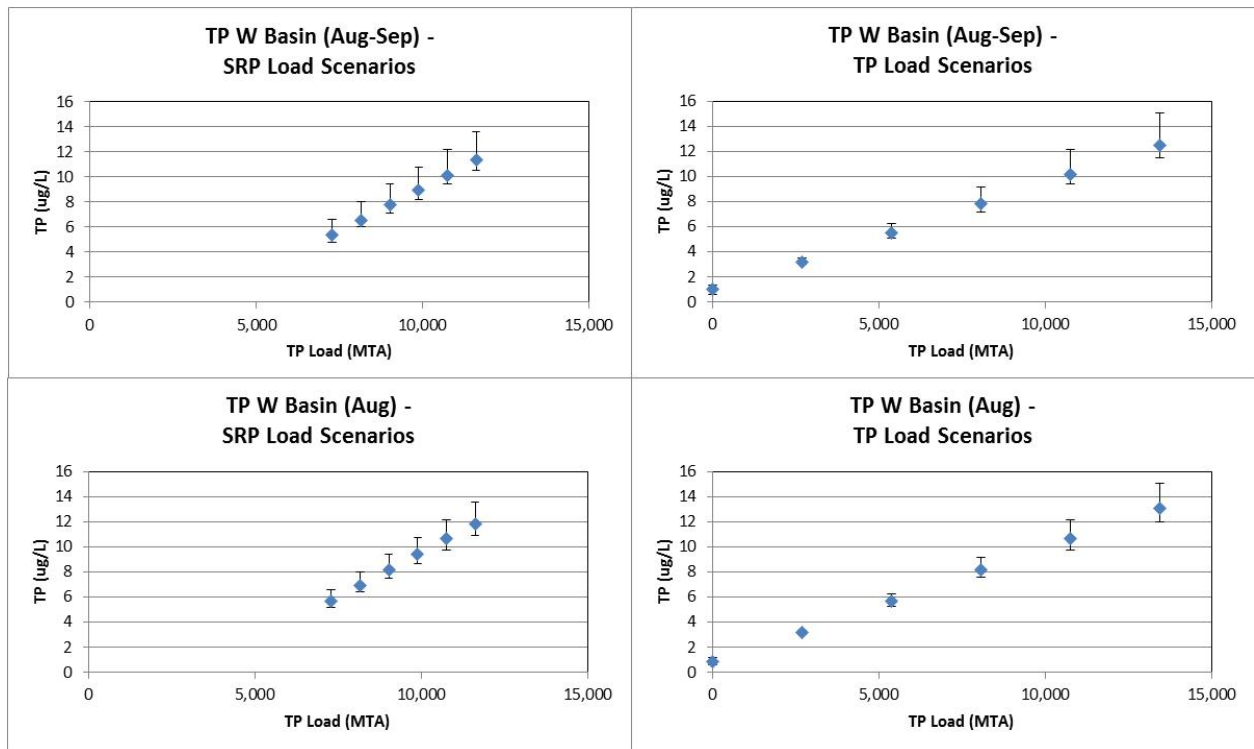 TP W Basin (Aug-Sep) -
SRP Load Scenarios
16
14
12
10
8
6
4
2
0
TP (ug/L)
0 5,000 10,000 15,000
TP Load (MTA)
TP W Basin (Aug-Sep) -
TP Load Scenarios
16
14
12
10
8
6
4
2
0
TP (ug/L)
0 5,000 10,000 15,000
TP Load (MTA)
TP W Basin (Aug) -
SRP Load Scenarios
16
14
12
10
8
6
4
2
0
TP (ug/L)
0 5,000 10,000 15,000
TP Load (MTA)
TP W Basin (Aug) -
TP Load Scenarios
16
14
12
10
8
6
4
2
0
TP (ug/L)
0 5,000 10,000 15,000
TP Load (MTA)